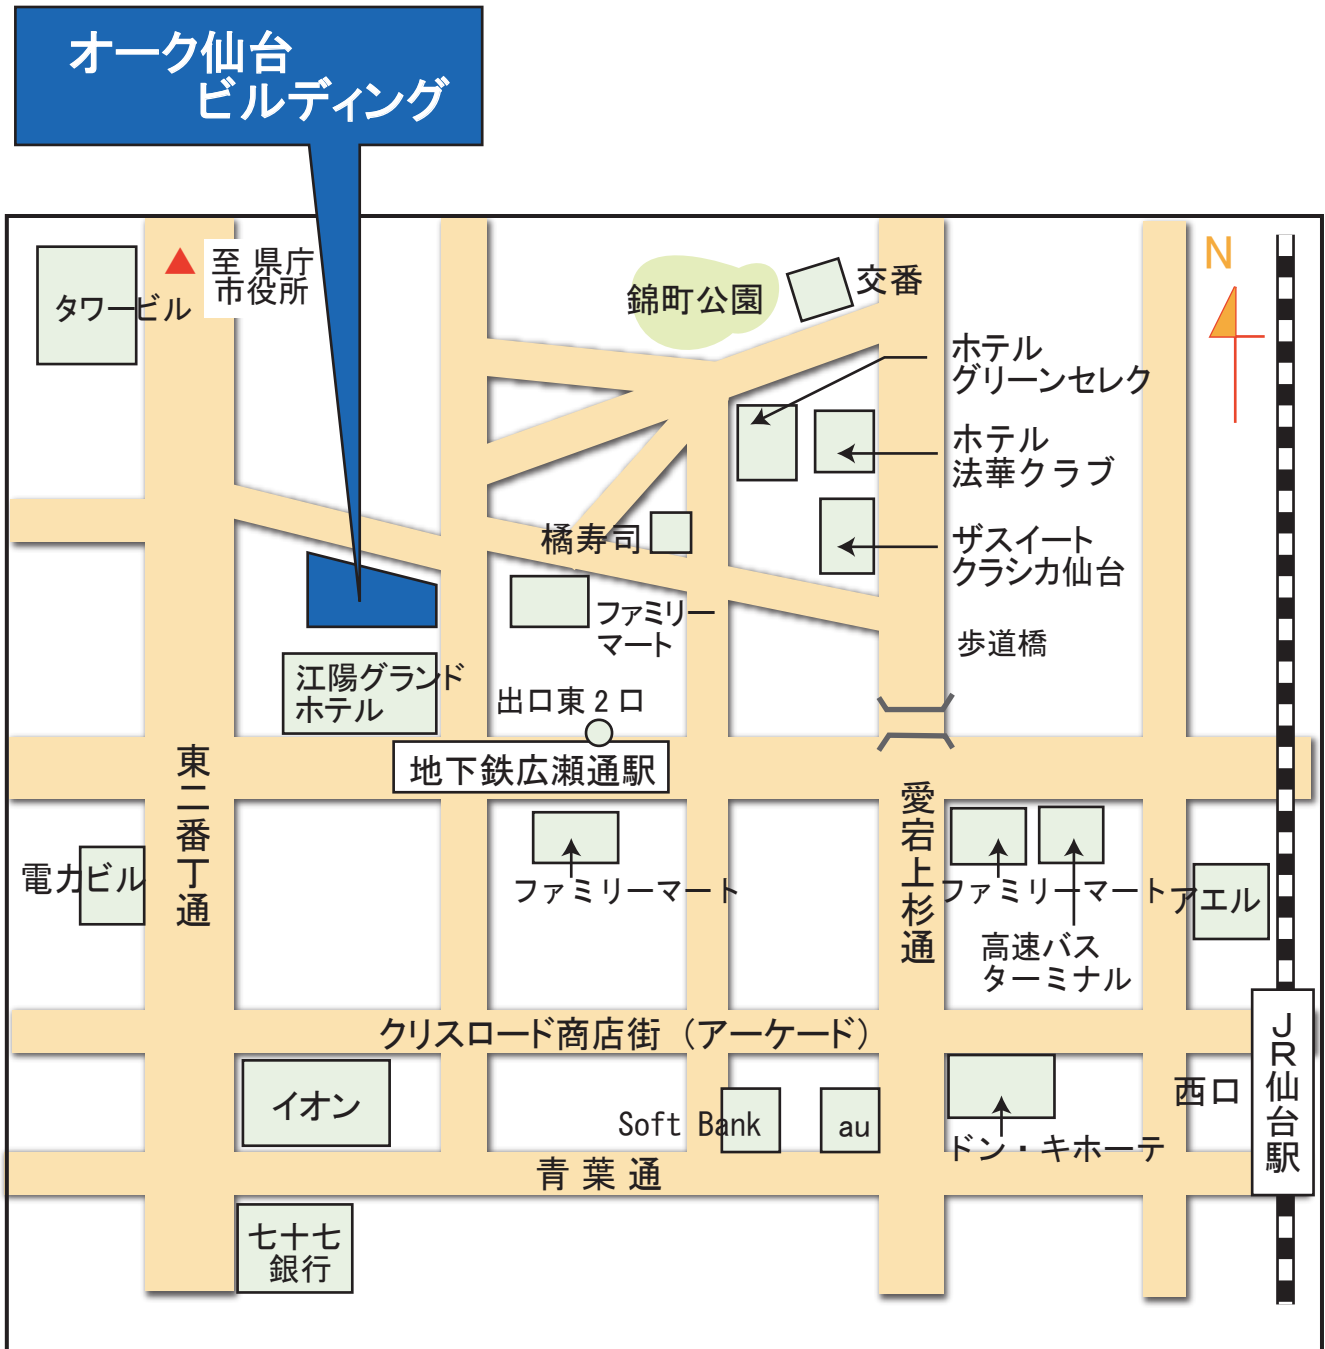 オーク仙台
ビルディング
至 県庁
市役所
N
タワービル
錦町公園
交番
ホテル
グリーンセレク
ホテル
法華クラブ
橘寿司
ザスイート
クラシカ仙台
ファミリー
マート
歩道橋
江陽グランド
ホテル
出口東２口
地下鉄広瀬通駅
東二番丁通
愛宕上杉通
電力ビル
ファミリーマート
ファミリーマート
アエル
高速バス
ターミナル
クリスロード商店街（アーケード）
ＪＲ仙台駅
西口
イオン
Soft Bank
au
ドン・キホーテ
青葉通
七十七
銀行